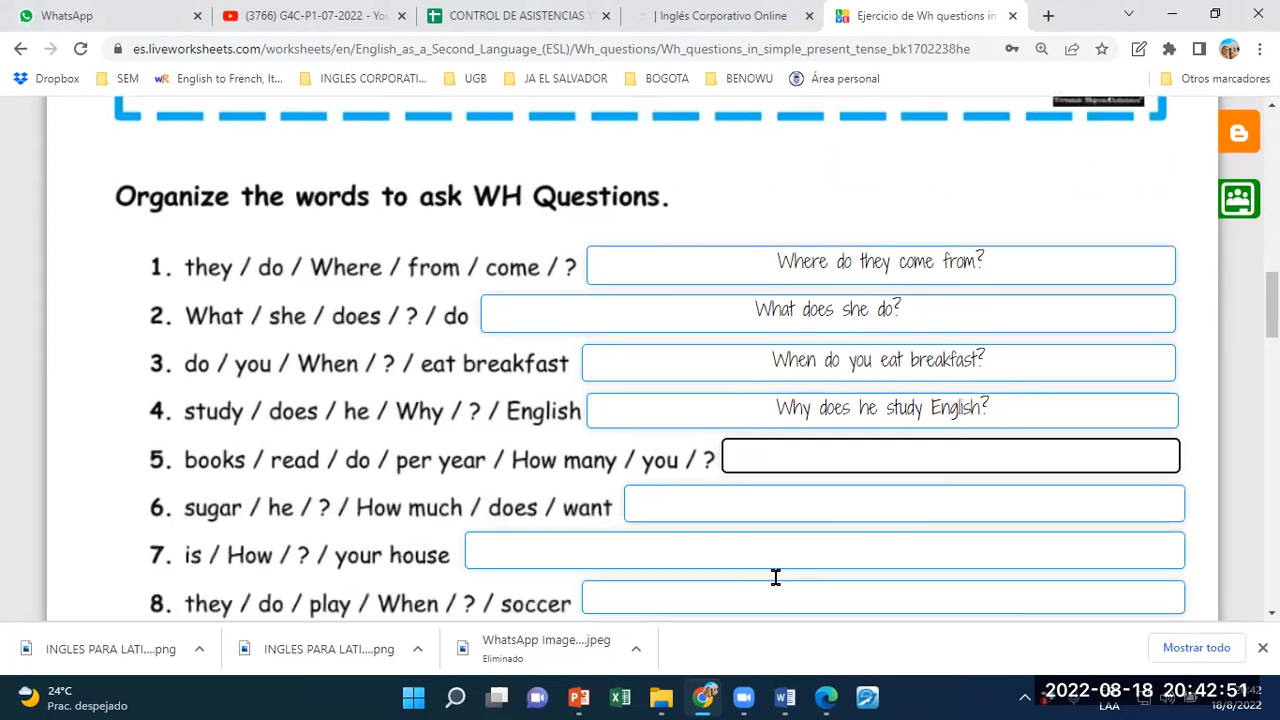 WhatsApp
(3766) G4C-P1-07-2022 - You
CONTROL DE ASISTENCIAS Y
| Inglés Corporativo Online
Ejercicio de Wh questions in
es.liveworksheets.com/worksheets/en/English_as_a_Second_Language_(ESL)/Wh_questions/Wh_questions_in_simple_present_tense_bk1702238he
Dropbox
SEM
English to French, It...
INGLES CORPORATI...
UGB
JA EL SALVADOR
BOGOTA
BENOWU
Área personal
Otros marcadores
Organize the words to ask WH Questions.
1. they / do / Where / from / come / ? Where do they come from?
2. What / she / does / ? / do What does she do?
3. do / you / When / ? / eat breakfast When do you eat breakfast?
4. study / does / he / Why / ? / English Why does he study English?
5. books / read / do / per year / How many / you / ?
6. sugar / he / ? / How much / does / want
7. is / How / ? / your house
8. they / do / play / When / ? / soccer
INGLES PARA LATI....png
INGLES PARA LATI....png
WhatsApp Image....jpeg
Eliminado
Mostrar todo
24°C
Prac. despejado
2022-08-18 20:42:51
LAA
18/8/2022